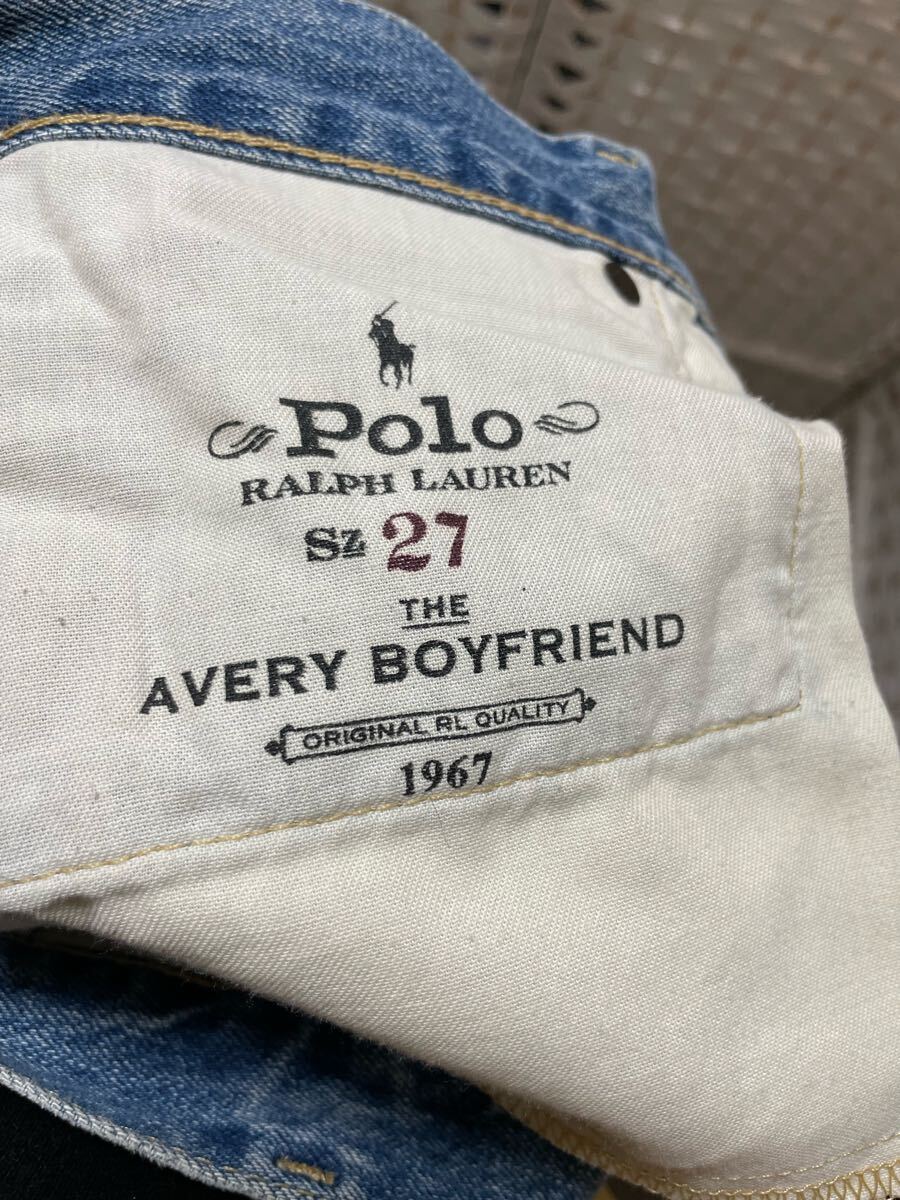 Polo
RALPH LAUREN
Sz 27
THE
AVERY BOYFRIEND
ORIGINAL RL QUALITY
1967